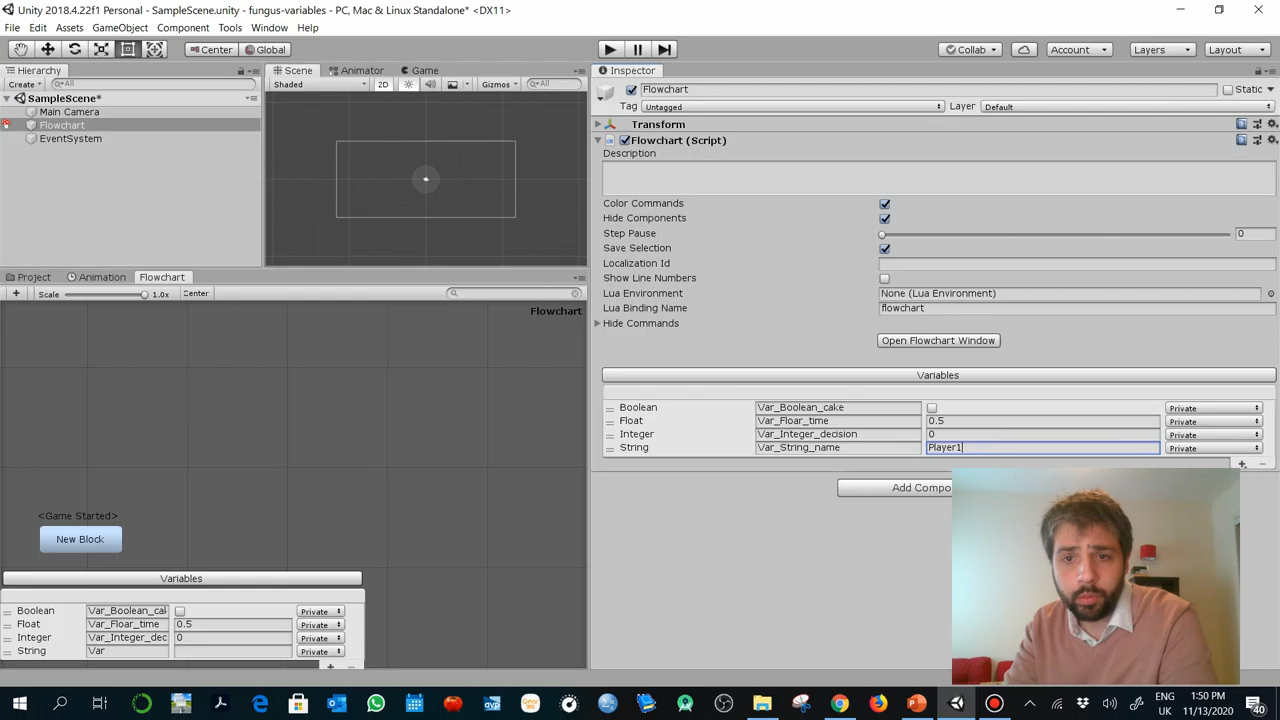 Unity 2018.4.22f1 Personal - SampleScene.unity - fungus-variables - PC, Mac & Linux Standalone* <DX11>
File Edit Assets GameObject Component Tools Window Help
Center Global Collab Account Layers Layout
Hierarchy
Create All
SampleScene*
Main Camera
Flowchart
EventSystem
Scene Animator Game
Shaded 2D Gizmos All
Inspector
Flowchart Static
Tag Untagged Layer Default
Transform
Flowchart (Script)
Description
Color Commands
Hide Components
Step Pause 0
Save Selection
Localization Id
Show Line Numbers
Lua Environment None (Lua Environment)
Lua Binding Name flowchart
Hide Commands
Open Flowchart Window
Variables
Boolean Var_Boolean_cake Private
Float Var_Floar_time 0.5 Private
Integer Var_Integer_decision 0 Private
String Var_String_name Player1 Private
Add Compo
Project Animation Flowchart
Scale 1.0x Center
Flowchart
<Game Started>
New Block
Variables
Boolean Var_Boolean_cal Private
Float Var_Floar_time 0.5 Private
Integer Var_Integer_dec 0 Private
String Var Private
ENG 1:50 PM
UK 11/13/2020
40